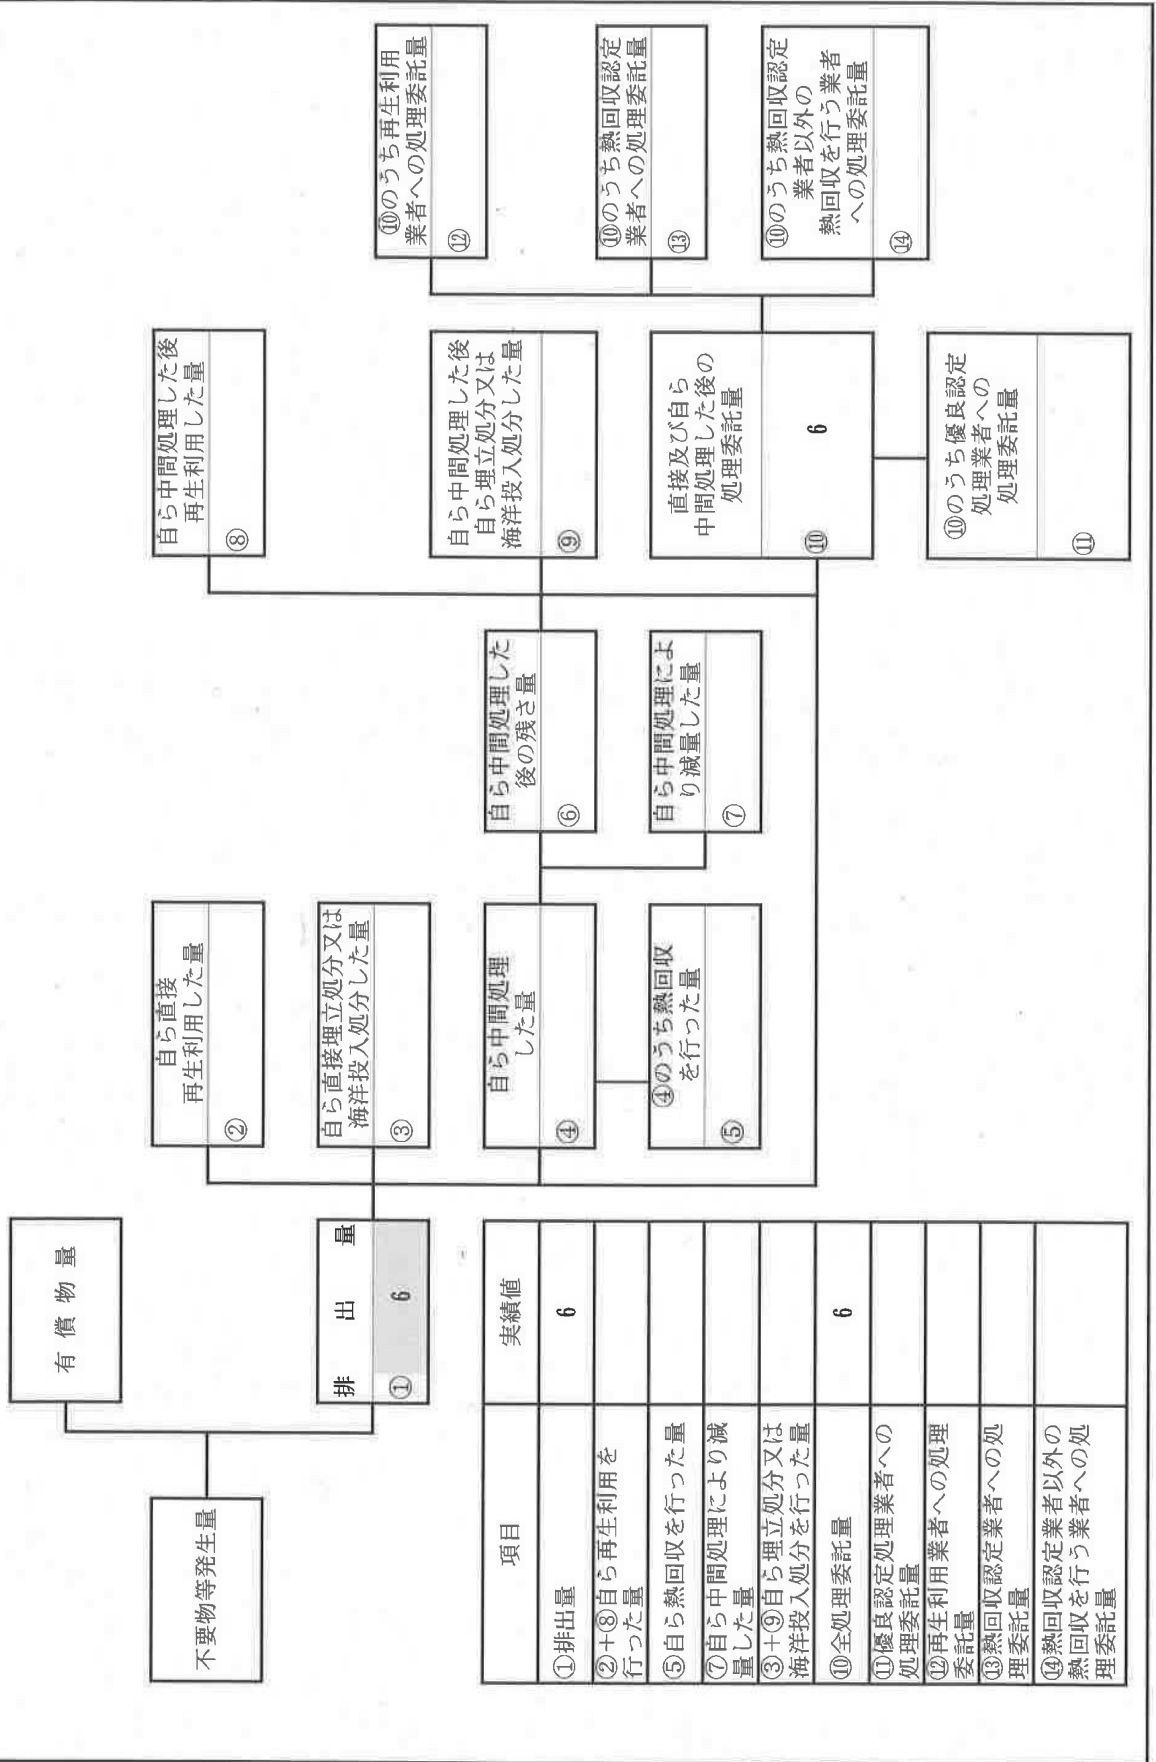 不要物等発生量
有償物量
排出量
① 6
自ら直接
再生利用した量
②
自ら直接埋立処分又は
海洋投入処分した量
③
自ら中間処理
した量
④
④のうち熱回収
を行った量
⑤
自ら中間処理した
後の残さ量
⑥
自ら中間処理によ
り減量した量
⑦
自ら中間処理した後
再生利用した量
⑧
自ら中間処理した後
自ら埋立処分又は
海洋投入処分した量
⑨
直接及び自ら
中間処理した後の
処理委託量
⑩ 6
⑩のうち優良認定
処理業者への
処理委託量
⑪
⑩のうち再生利用
業者への処理委託量
⑫
⑩のうち熱回収認定
業者への処理委託量
⑬
⑩のうち熱回収認定
業者以外の
熱回収を行う業者
への処理委託量
⑭
項目 実績値
①排出量 6
②+⑧自ら再生利用を
行った量
⑤自ら熱回収を行った量
⑦自ら中間処理により減
量した量
③+⑨自ら埋立処分又は
海洋投入処分を行った量
⑩全処理委託量 6
⑪優良認定処理業者への
処理委託量
⑫再生利用業者への処理
委託量
⑬熱回収認定業者への処
理委託量
⑭熱回収認定業者以外の
熱回収を行う業者への処
理委託量